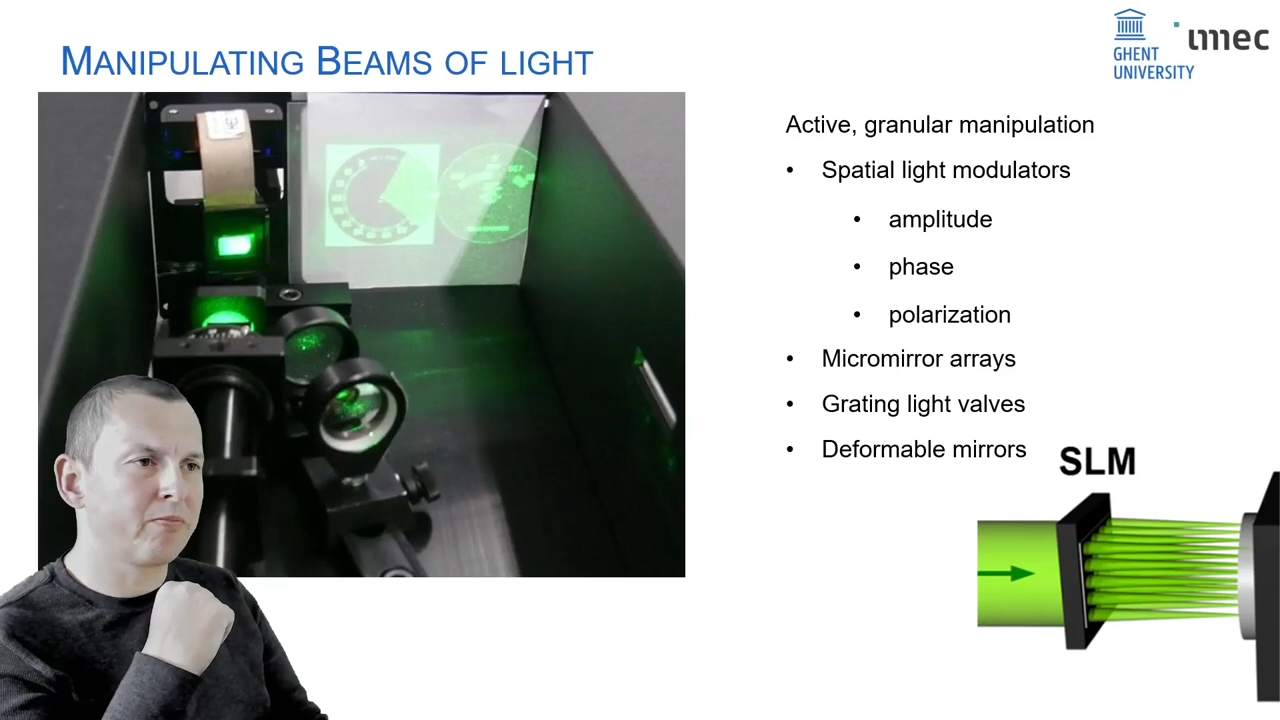 MANIPULATING BEAMS OF LIGHT
GHENT
UNIVERSITY
imec
Active, granular manipulation
• Spatial light modulators
• amplitude
• phase
• polarization
• Micromirror arrays
• Grating light valves
• Deformable mirrors
SLM